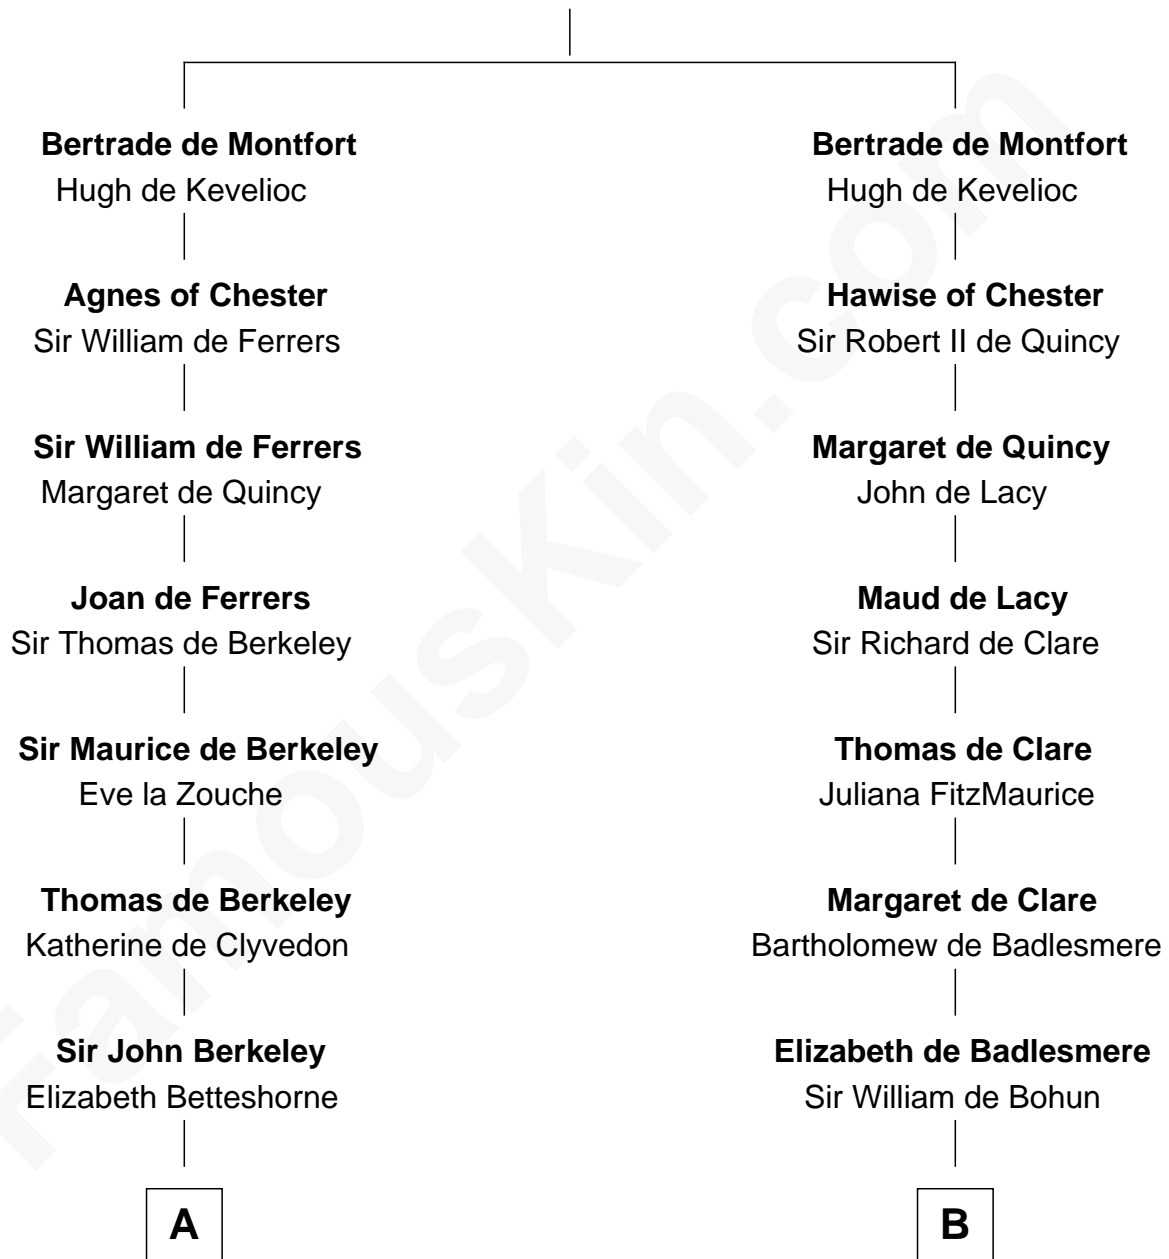 Bertrade de Montfort
Hugh de Kevelioc
Agnes of Chester
Sir William de Ferrers
Sir William de Ferrers
Margaret de Quincy
Joan de Ferrers
Sir Thomas de Berkeley
Sir Maurice de Berkeley
Eve la Zouche
Thomas de Berkeley
Katherine de Clyvedon
Sir John Berkeley
Elizabeth Betteshorne
A
Bertrade de Montfort
Hugh de Kevelioc
Hawise of Chester
Sir Robert II de Quincy
Margaret de Quincy
John de Lacy
Maud de Lacy
Sir Richard de Clare
Thomas de Clare
Juliana FitzMaurice
Margaret de Clare
Bartholomew de Badlesmere
Elizabeth de Badlesmere
Sir William de Bohun
B
FamousKin.com